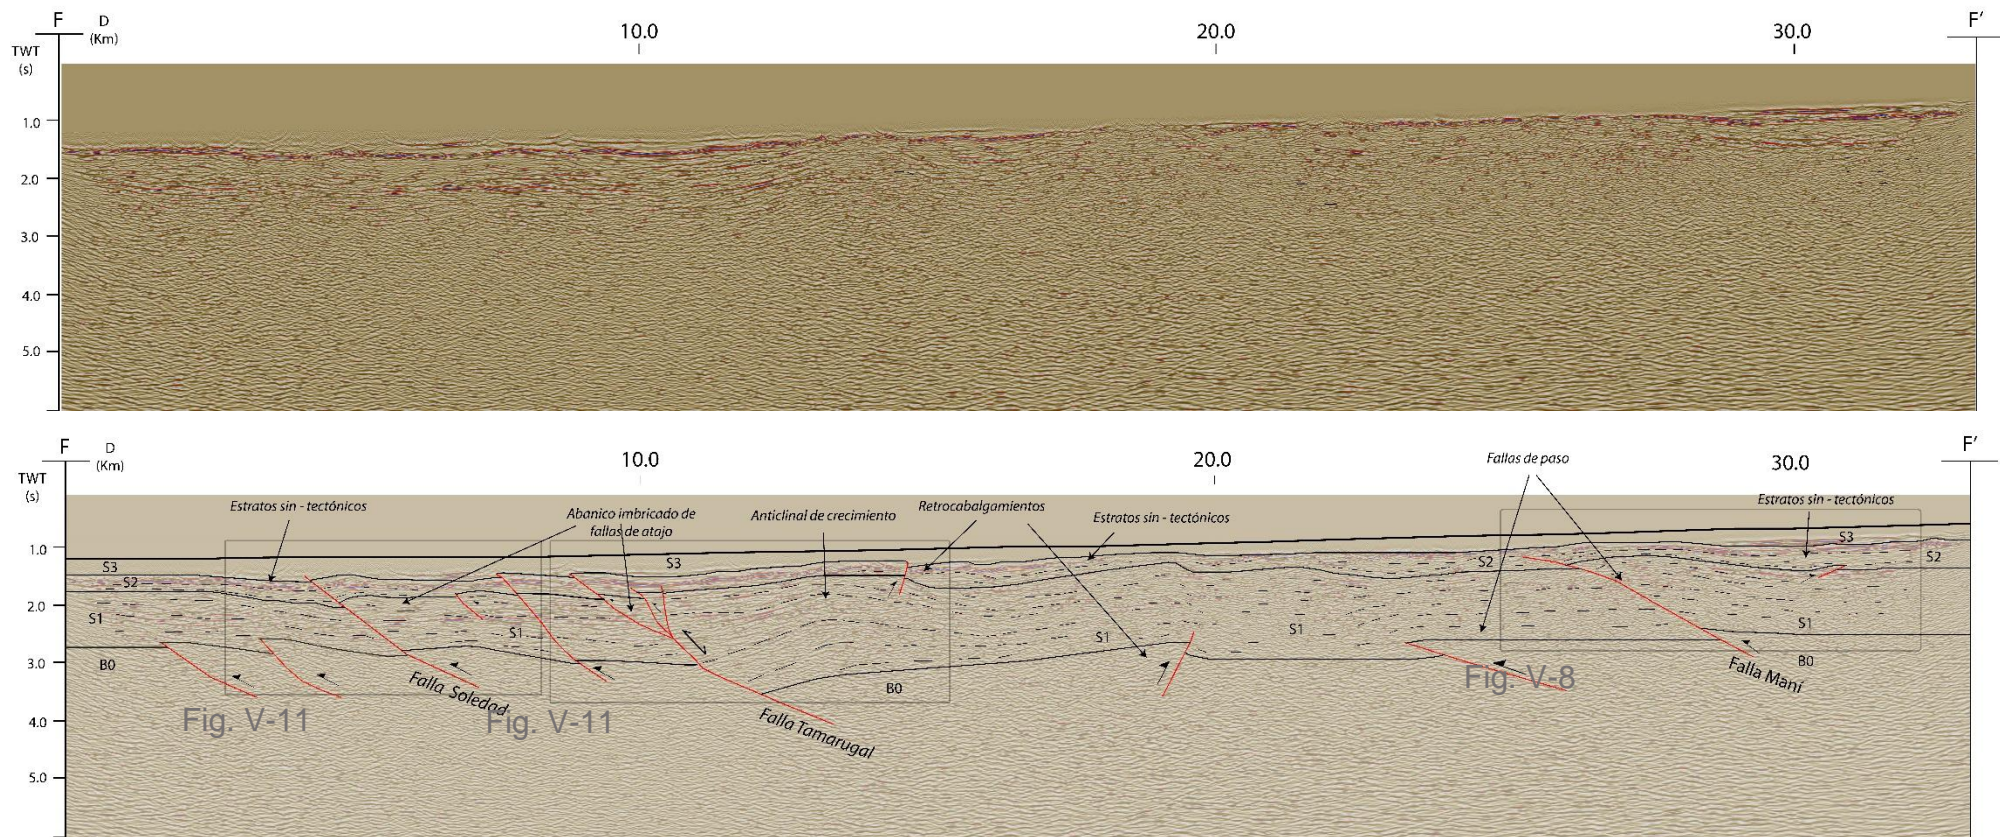 F
D
(Km)
10.0
20.0
30.0
F'
TWT
(s)
1.0
2.0
3.0
4.0
5.0
F
D
(Km)
10.0
20.0
30.0
F'
TWT
(s)
Fallas de paso
Estratos sin - tectónicos
Abanico imbricado de
fallas de atajo
Anticlinal de crecimiento
Retrocabalgamientos
Estratos sin - tectónicos
Estratos sin - tectónicos
1.0
2.0
3.0
4.0
5.0
S3
S2
S1
B0
S3
S1
S1
B0
S1
S2
S3
S2
S1
B0
Falla Soledad
Falla Tamarugal
Falla Maní
Fig. V-11
Fig. V-11
Fig. V-8